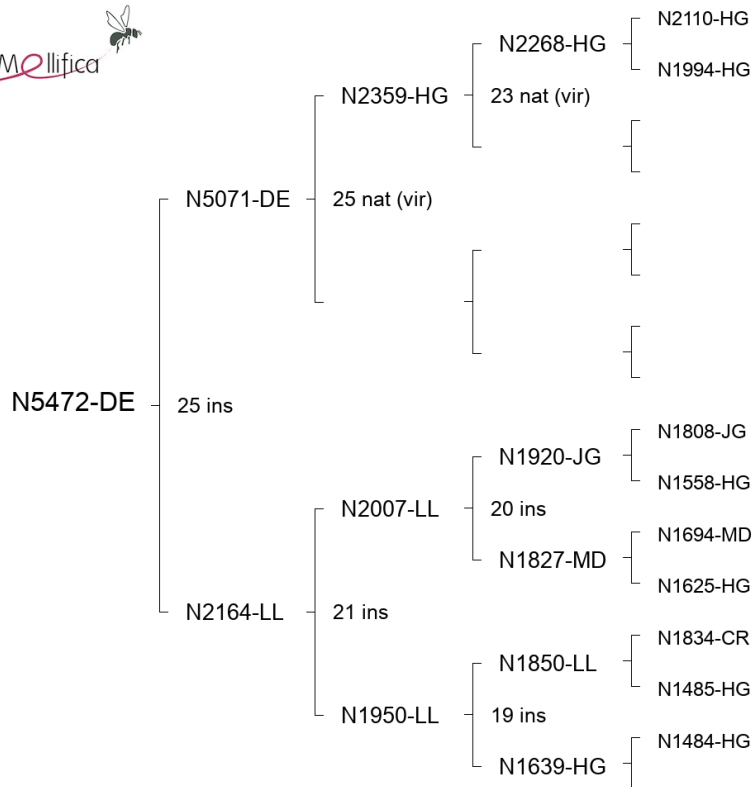 Mellifica
N2110-HG
N2268-HG
N1994-HG
N2359-HG
23 nat (vir)
N5071-DE
25 nat (vir)
N5472-DE
25 ins
N1808-JG
N1920-JG
N1558-HG
N2007-LL
20 ins
N1694-MD
N1827-MD
N1625-HG
N2164-LL
21 ins
N1834-CR
N1850-LL
N1485-HG
N1950-LL
19 ins
N1484-HG
N1639-HG